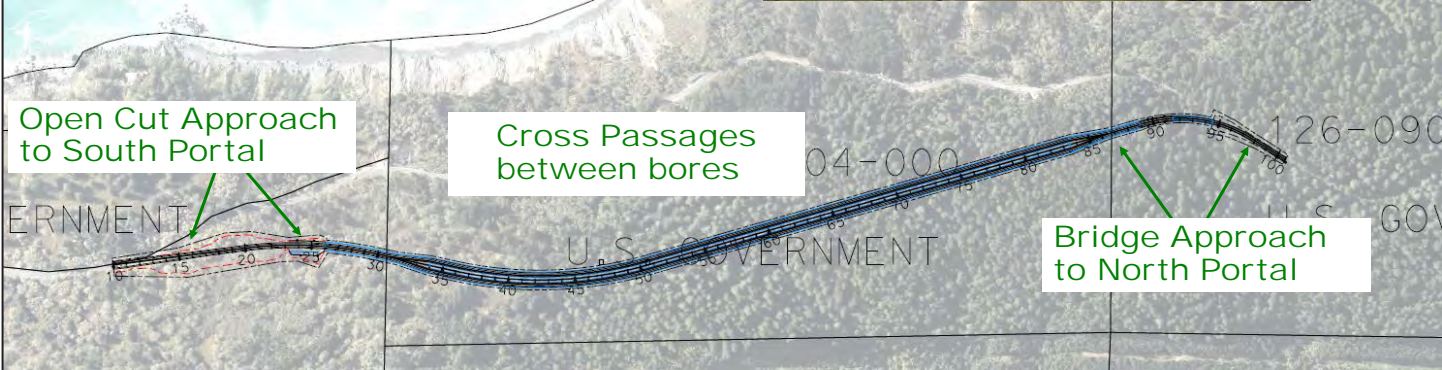 Open Cut Approach
to South Portal
Cross Passages
between bores
04-000
126-090
ERNMENT
U.S. GOVERNMENT
U.S. GOV
Bridge Approach
to North Portal
10
15
20
25
30
35
40
45
50
60
65
70
75
80
85
90
95
100